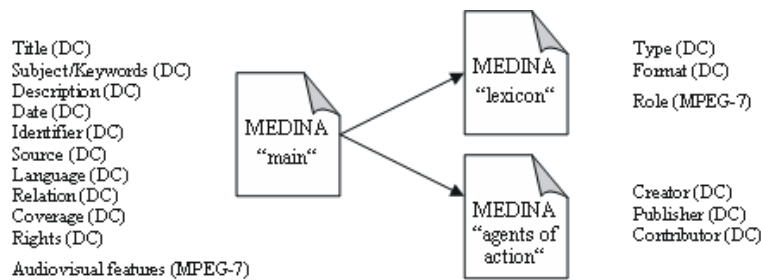 Title (DC)
Subject/Keywords (DC)
Description (DC)
Date (DC)
Identifier (DC)
Source (DC)
Language (DC)
Relation (DC)
Coverage (DC)
Rights (DC)
Audiovisual features (MPEG-7)
MEDINA
“main“
MEDINA
“lexicon“
MEDINA
“agents of
action“
Type (DC)
Format (DC)
Role (MPEG-7)
Creator (DC)
Publisher (DC)
Contributor (DC)